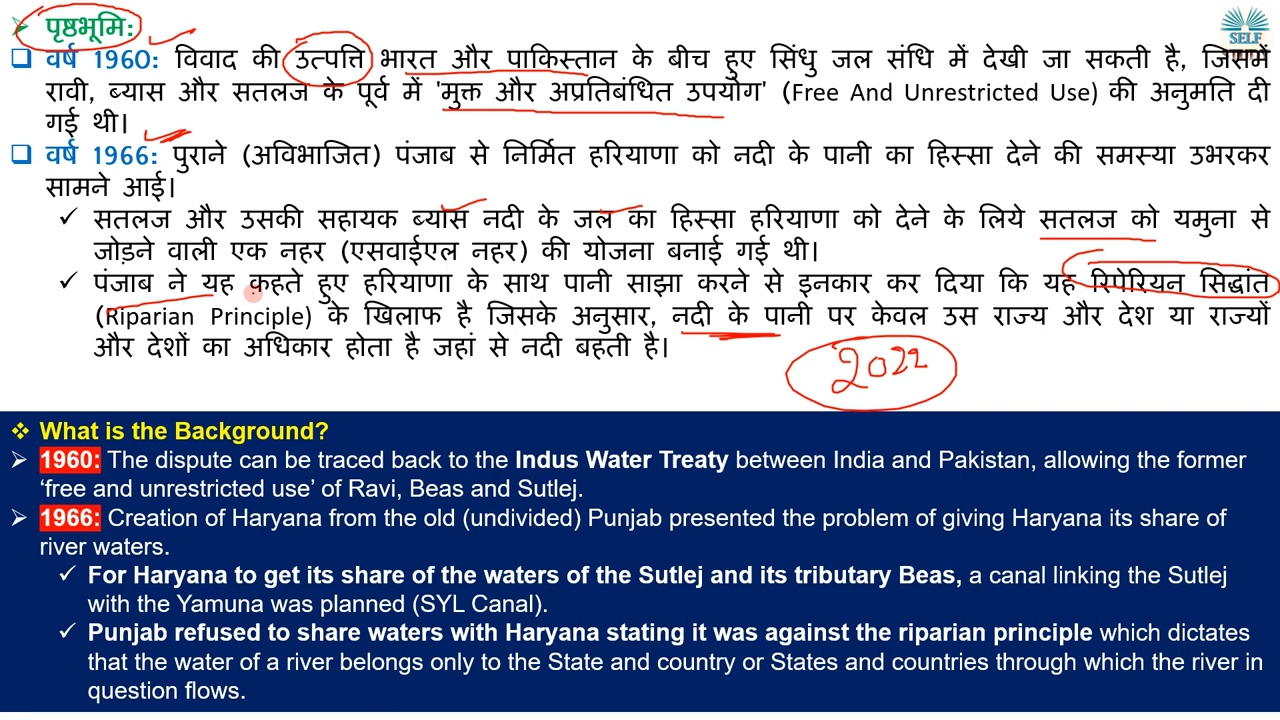 पृष्ठभूमि:
SELF
वर्ष 1960: विवाद की उत्पत्ति भारत और पाकिस्तान के बीच हुए सिंधु जल संधि में देखी जा सकती है, जिसमें
रावी, ब्यास और सतलज के पूर्व में 'मुक्त और अप्रतिबंधित उपयोग' (Free And Unrestricted Use) की अनुमति दी
गई थी।
वर्ष 1966: पुराने (अविभाजित) पंजाब से निर्मित हरियाणा को नदी के पानी का हिस्सा देने की समस्या उभरकर
सामने आई।
सतलज और उसकी सहायक ब्यास नदी के जल का हिस्सा हरियाणा को देने के लिये सतलज को यमुना से
जोड़ने वाली एक नहर (एसवाईएल नहर) की योजना बनाई गई थी।
पंजाब ने यह कहते हुए हरियाणा के साथ पानी साझा करने से इनकार कर दिया कि यह रिपेरियन सिद्धांत
(Riparian Principle) के खिलाफ है जिसके अनुसार, नदी के पानी पर केवल उस राज्य और देश या राज्यों
और देशों का अधिकार होता है जहां से नदी बहती है।
2022
What is the Background?
1960: The dispute can be traced back to the Indus Water Treaty between India and Pakistan, allowing the former
‘free and unrestricted use’ of Ravi, Beas and Sutlej.
1966: Creation of Haryana from the old (undivided) Punjab presented the problem of giving Haryana its share of
river waters.
For Haryana to get its share of the waters of the Sutlej and its tributary Beas, a canal linking the Sutlej
with the Yamuna was planned (SYL Canal).
Punjab refused to share waters with Haryana stating it was against the riparian principle which dictates
that the water of a river belongs only to the State and country or States and countries through which the river in
question flows.